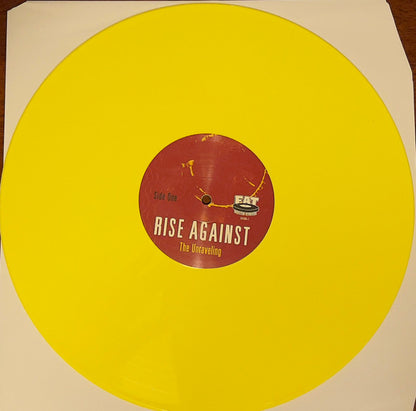 Side One
FAT
RISE AGAINST
The Unraveling